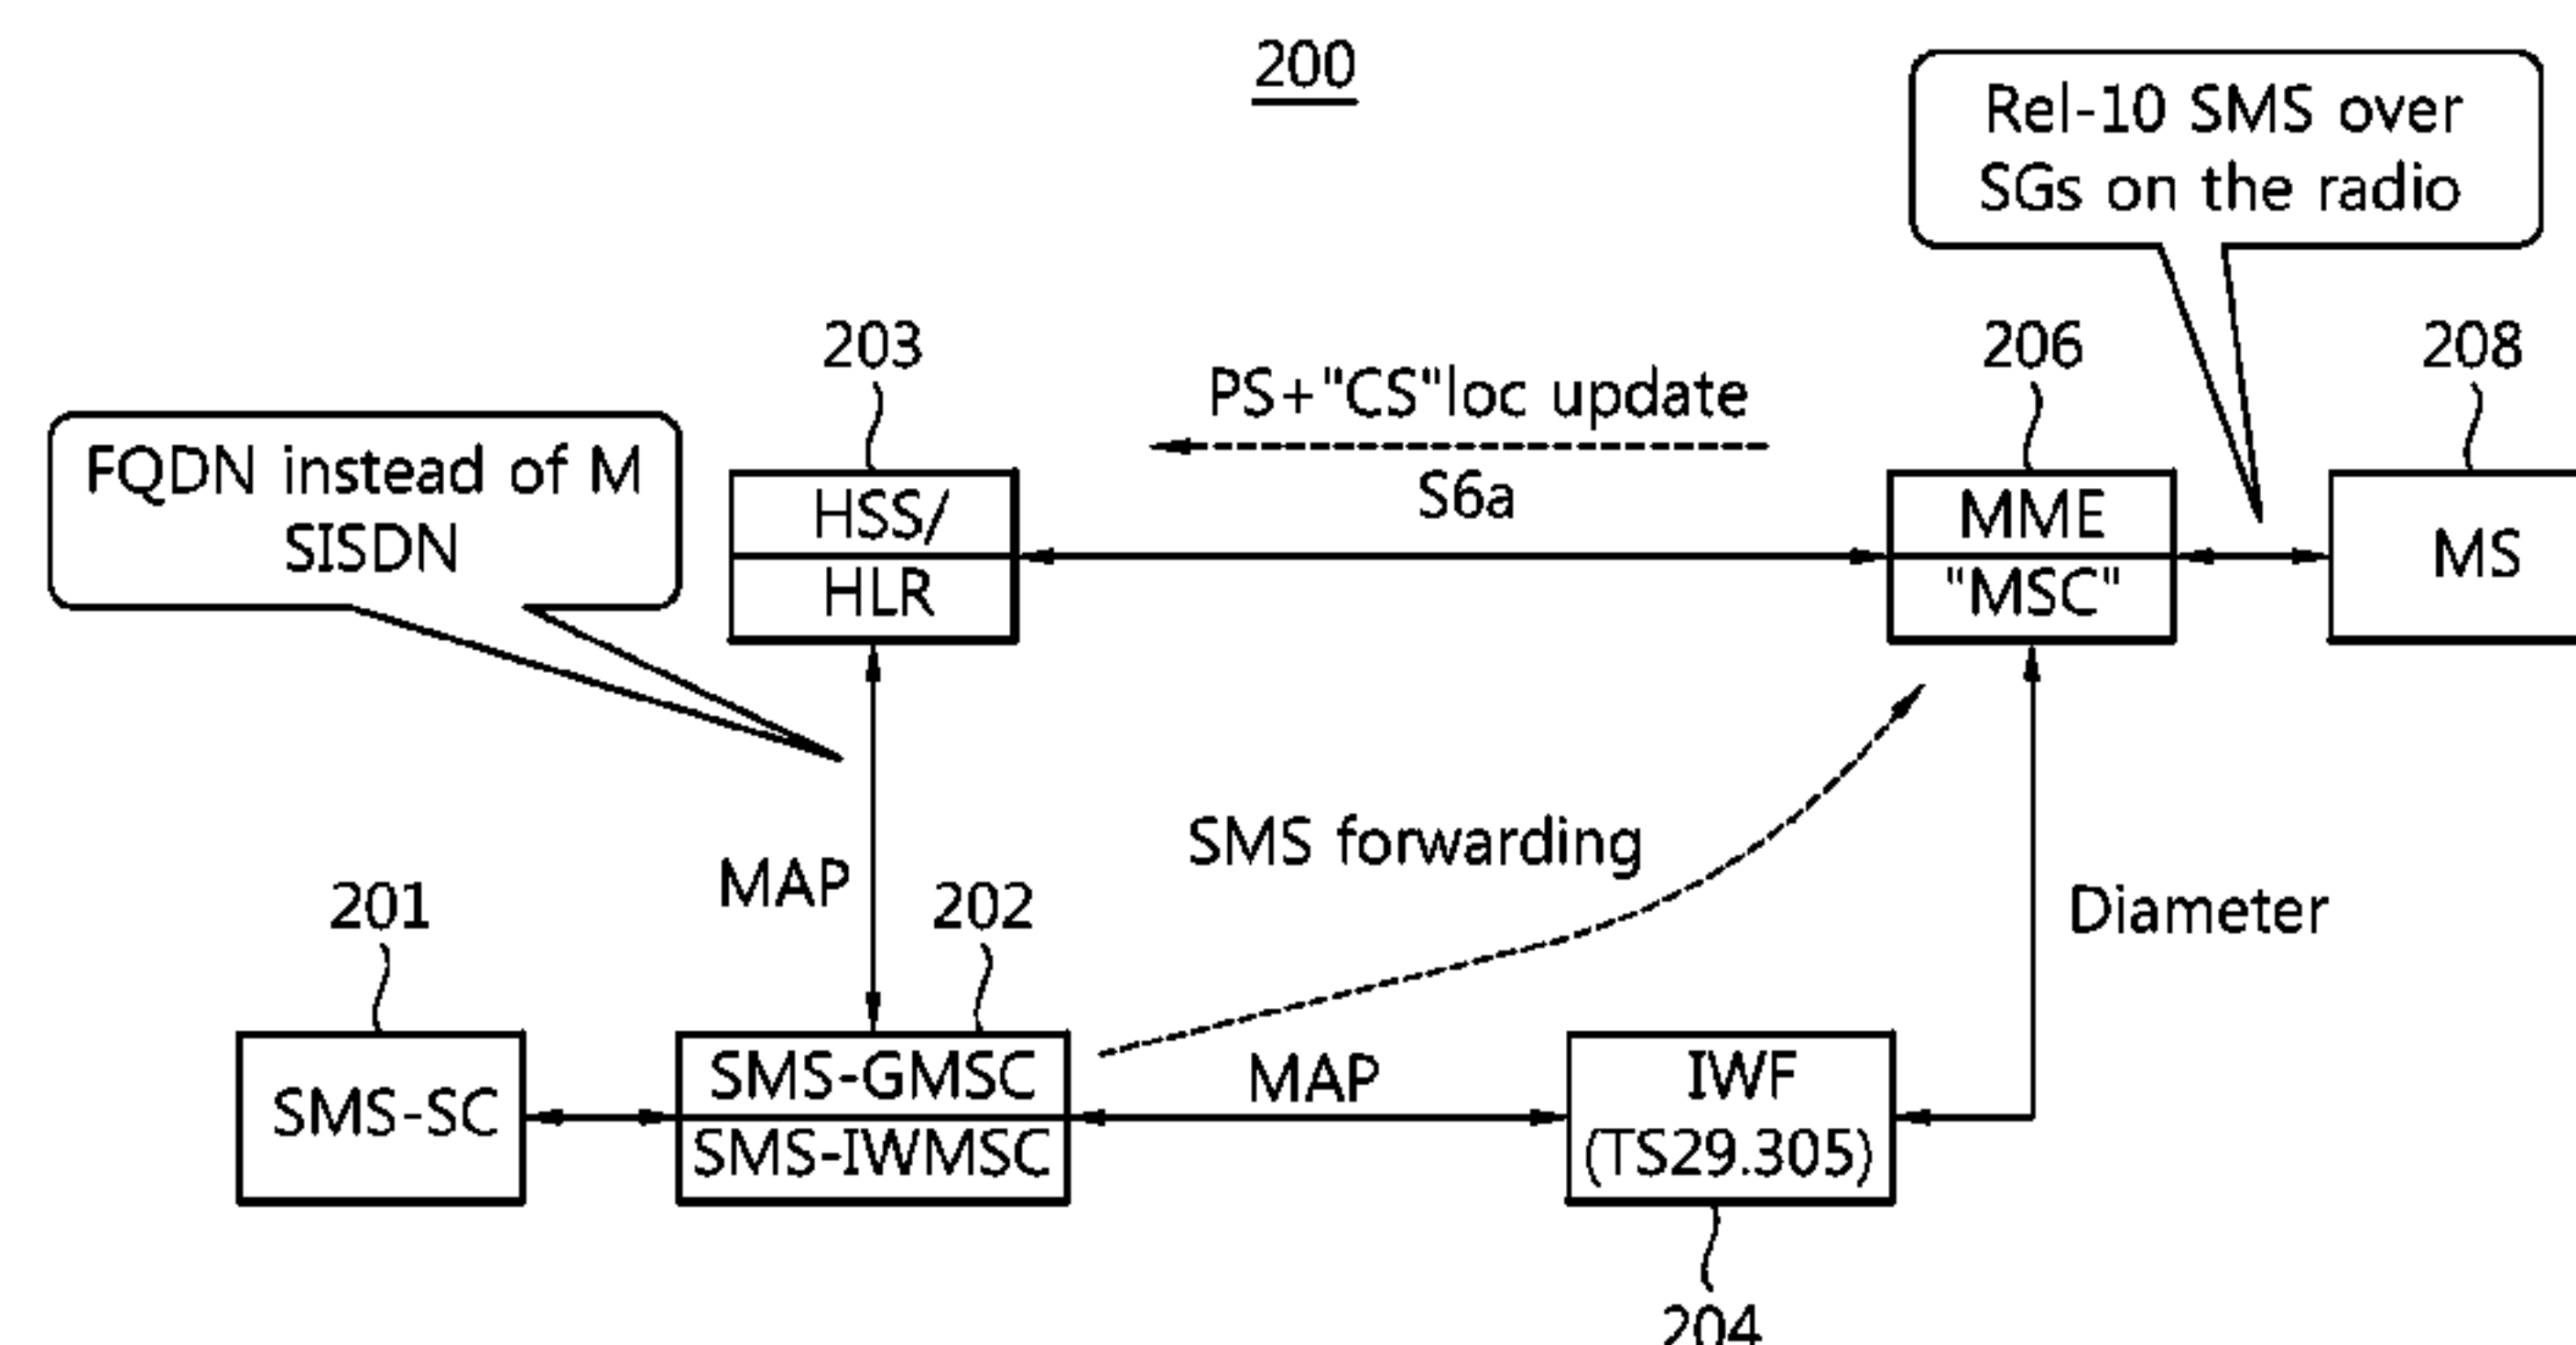 200
Rel-10 SMS over
SGs on the radio
203
PS+"CS"loc update
206
208
FQDN instead of M
SISDN
HSS/
HLR
S6a
MME
"MSC"
MS
MAP
SMS forwarding
Diameter
201
202
SMS-SC
SMS-GMSC
SMS-IWMSC
MAP
IWF
(TS29.305)
204